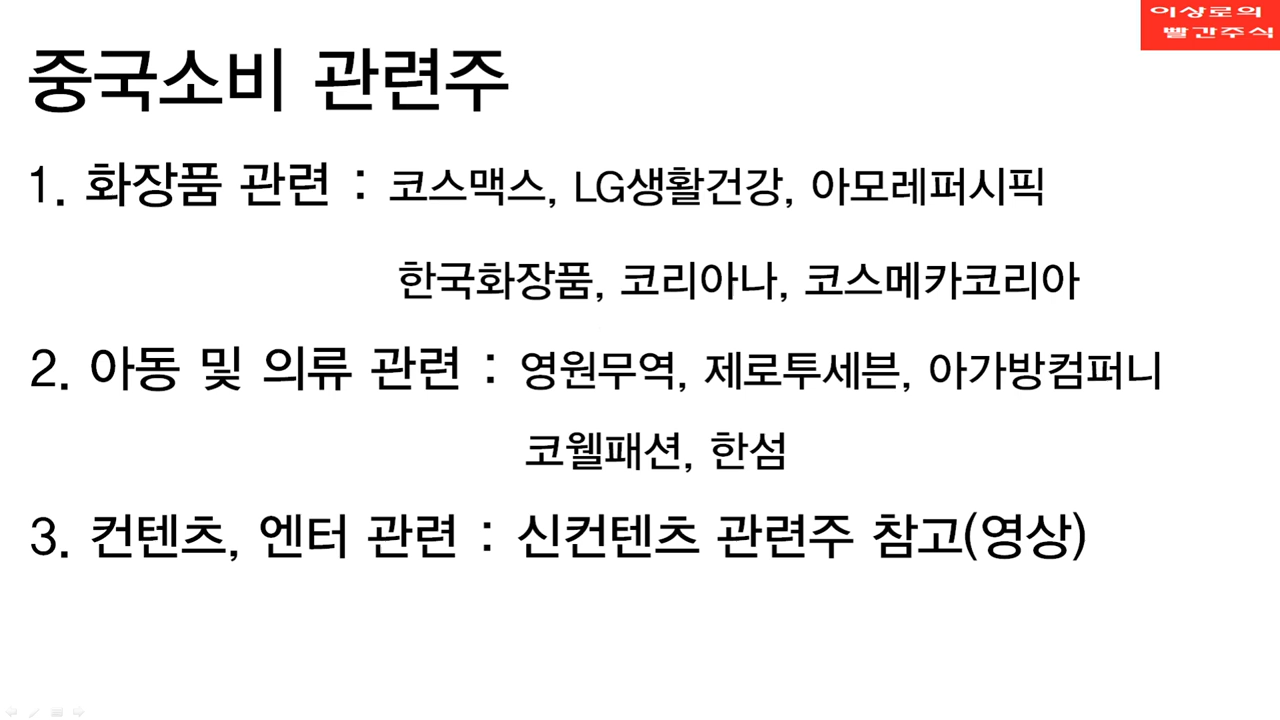 이상로의
빨간주식
중국소비 관련주
1. 화장품 관련 : 코스맥스, LG생활건강, 아모레퍼시픽
한국화장품, 코리아나, 코스메카코리아
2. 아동 및 의류 관련 : 영원무역, 제로투세븐, 아가방컴퍼니
코웰패션, 한섬
3. 컨텐츠, 엔터 관련 : 신컨텐츠 관련주 참고(영상)